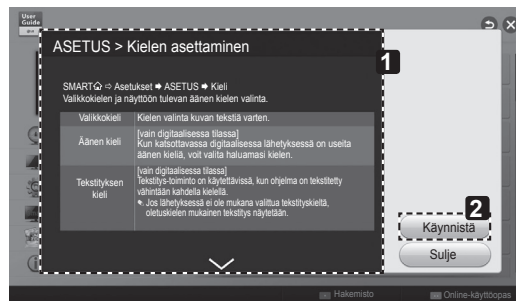 User
Guide
ASETUS > Kielen asettaminen
1
SMART ⇨ Asetukset ➡ ASETUS ➡ Kieli
Valikkokielen ja näyttöön tulevan äänen kielen valinta.
Valikkokieli
Kielen valinta kuvan tekstiä varten.
Äänen kieli
[vain digitaalisessa tilassa]
Kun katsottavassa digitaalisessa lähetyksessä on useita
äänen kieliä, voit valita haluamasi kielen.
Tekstityksen
kieli
[vain digitaalisessa tilassa]
Tekstitys-toiminto on käytettävissä, kun ohjelma on tekstitetty
vähintään kahdella kielellä.
Jos lähetyksessä ei ole mukana valittua tekstityskieltä,
oletuskielen mukainen tekstitys näytetään.
2
Käynnistä
Sulje
Hakemisto
Online-käyttöopas